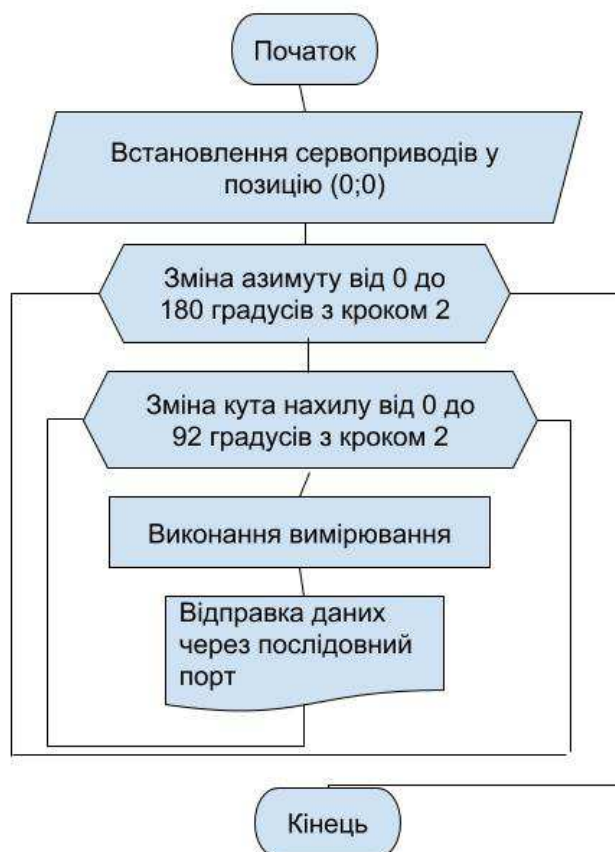 Початок
Встановлення сервоприводів у
позицію (0;0)
Зміна азимуту від 0 до
180 градусів з кроком 2
Зміна кута нахилу від 0 до
92 градусів з кроком 2
Виконання вимірювання
Відправка даних
через послідовний
порт
Кінець